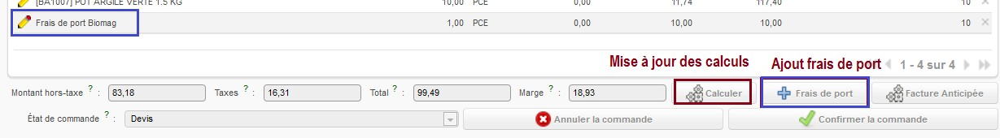 [BA1007] POT ARGILE VERTE 1.5 KG 10,00 PCE 0,00 11,74 117,40 10
Frais de port Biomag 1,00 PCE 0,00 10,00 10,00 10
Mise à jour des calculs Ajout frais de port 1 - 4 sur 4
Montant hors-taxe ? : 83,18 Taxes ? : 16,31 Total ? : 99,49 Marge ? : 18,93 Calculer Frais de port Facture Anticipée
État de commande ? : Devis Annuler la commande Confirmer la commande